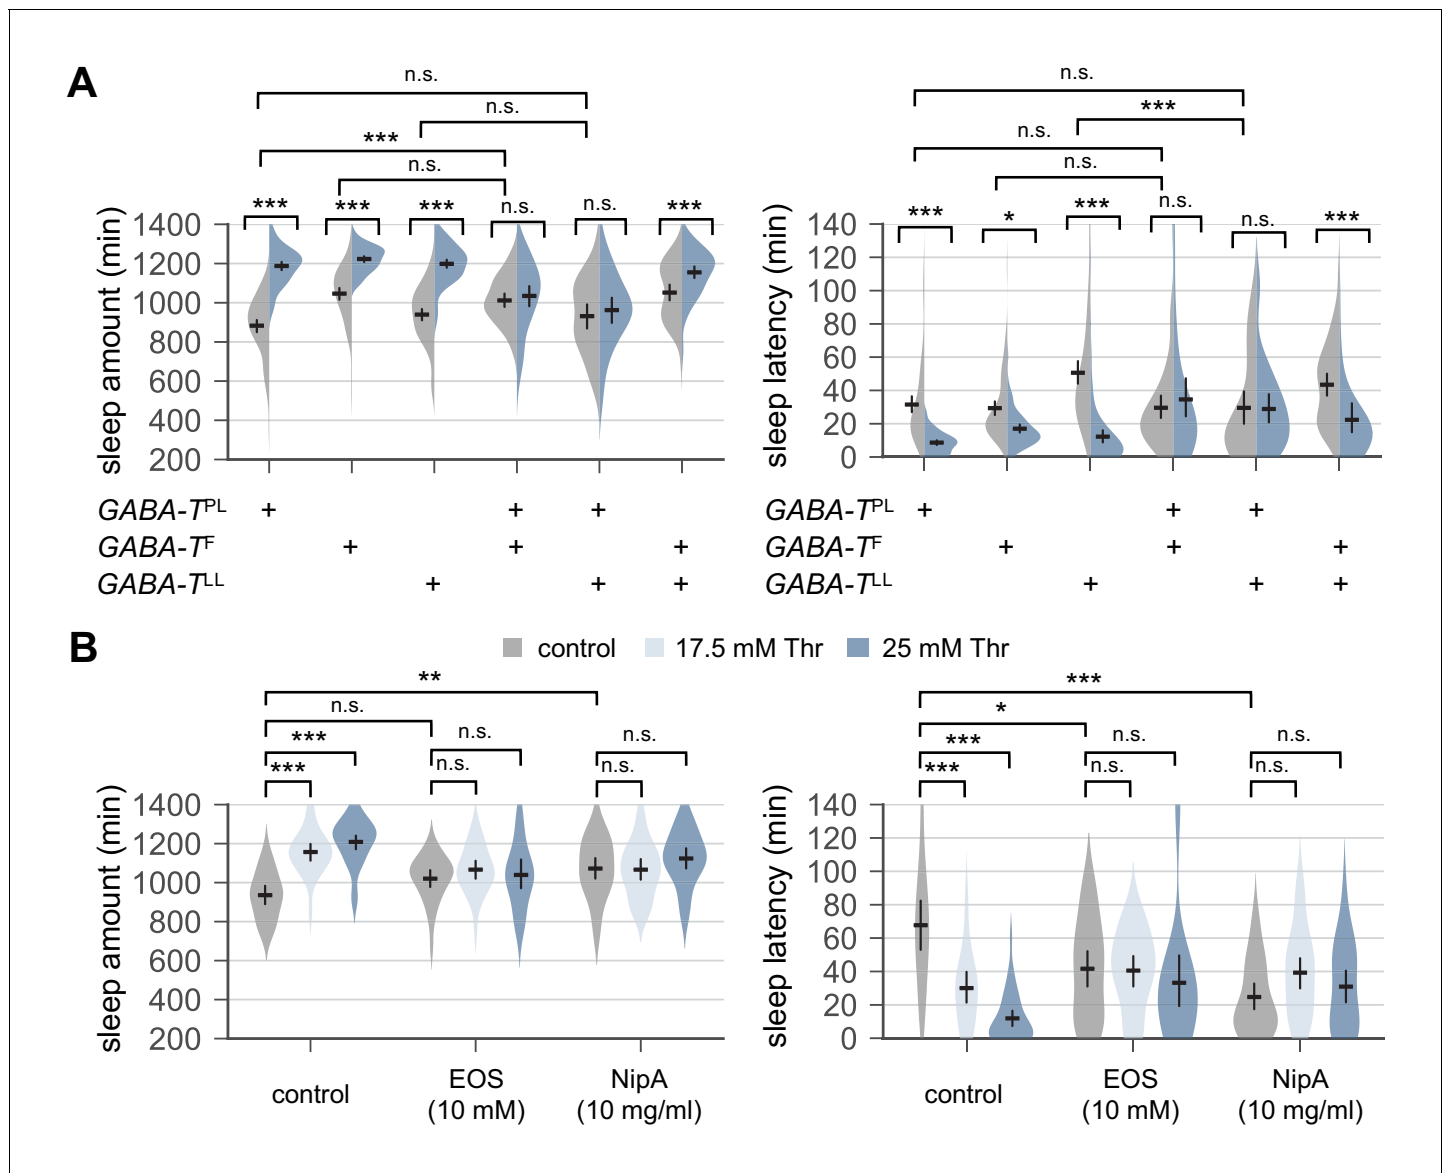 A
n.s.
n.s.
***
n.s.
*** *** *** n.s. n.s. ***
sleep amount (min)
1400
1200
1000
800
600
400
200
GABA-TPL + + +
GABA-TF + + +
GABA-TLL + + +
n.s.
***
n.s.
n.s.
*** * *** n.s. n.s. ***
sleep latency (min)
140
120
100
80
60
40
20
0
GABA-TPL + + +
GABA-TF + + +
GABA-TLL + + +
B
control 17.5 mM Thr 25 mM Thr
**
n.s.
*** n.s. n.s.
*** n.s. n.s.
sleep amount (min)
1400
1200
1000
800
600
400
200
control EOS NipA
(10 mM) (10 mg/ml)
***
*
*** n.s. n.s.
*** n.s. n.s.
sleep latency (min)
140
120
100
80
60
40
20
0
control EOS NipA
(10 mM) (10 mg/ml)